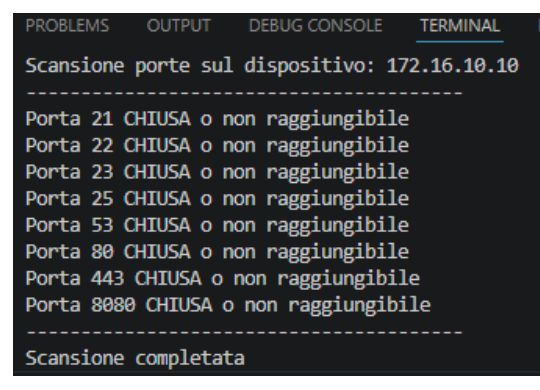 PROBLEMS OUTPUT DEBUG CONSOLE TERMINAL
Scansione porte sul dispositivo: 172.16.10.10
----------------------------------------
Porta 21 CHIUSA o non raggiungibile
Porta 22 CHIUSA o non raggiungibile
Porta 23 CHIUSA o non raggiungibile
Porta 25 CHIUSA o non raggiungibile
Porta 53 CHIUSA o non raggiungibile
Porta 80 CHIUSA o non raggiungibile
Porta 443 CHIUSA o non raggiungibile
Porta 8080 CHIUSA o non raggiungibile
----------------------------------------
Scansione completata